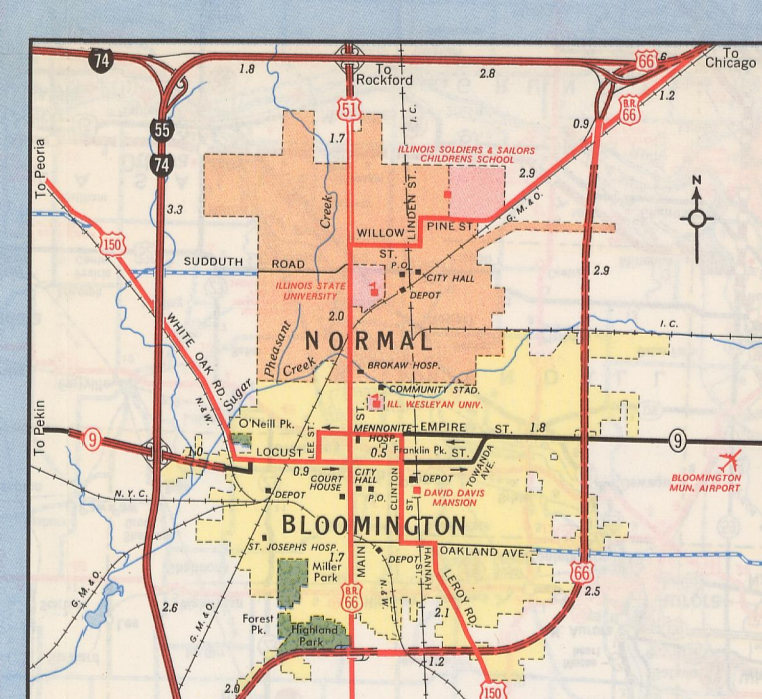 74
1.8
2.8
66
.6
To
Chicago
To
Rockford
B.R.
66
1.2
51
I. C.
55
74
1.7
0.9
ILLINOIS SOLDIERS & SAILORS
CHILDRENS SCHOOL
To Peoria
2.9
LINDEN ST.
G. M. & O.
N
3.3
Creek
PINE ST.
WILLOW
ST.
150
SUDDUTH
ROAD
P.O.
CITY HALL
2.9
DEPOT
ILLINOIS STATE
UNIVERSITY
2.0
I. C.
WHITE OAK RD.
NORMAL
Pheasant
Creek
BROKAW HOSP.
Sugar
COMMUNITY STAD.
N. & W.
ILL. WESLEYAN UNIV.
ST.
To Pekin
O'Neill Pk.
LEE ST.
MENNONITE
HOSP.
EMPIRE
ST.
1.8
9
9
1.0
LOCUST
0.5
Franklin Pk.
ST.
0.9
TOWANDA
AVE.
BLOOMINGTON
MUN. AIRPORT
N. Y. C.
DEPOT
COURT
HOUSE
CITY
HALL
P.O.
CLINTON
ST.
DEPOT
DAVID DAVIS
MANSION
BLOOMINGTON
ST. JOSEPHS HOSP.
1.7
MAIN
DEPOT
HANNAH
ST.
OAKLAND AVE.
G. M. & O.
Miller
Park
B.R.
66
N. & W.
LEROY RD.
66
2.5
2.6
G. M. & O.
Forest
Pk.
Highland
Park
2.1
1.2
2.0
150